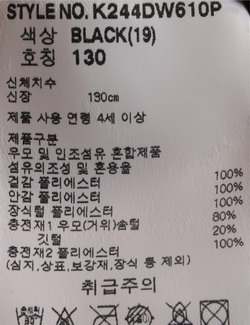 STYLE NO. K244DW610P
색상 BLACK(19)
호칭 130
신체치수
신장 130cm
제품 사용 연령 4세 이상
제품구분
우모 및 인조섬유 혼합제품
섬유의조성 및 혼용율
겉감 폴리에스터 100%
안감 폴리에스터 100%
장식털 폴리에스터 100%
충전재1 우모(거위)솜털 80%
깃털 20%
충전재2 폴리에스터 100%
(심지,상표,보강재,장식 등 제외)
취급주의